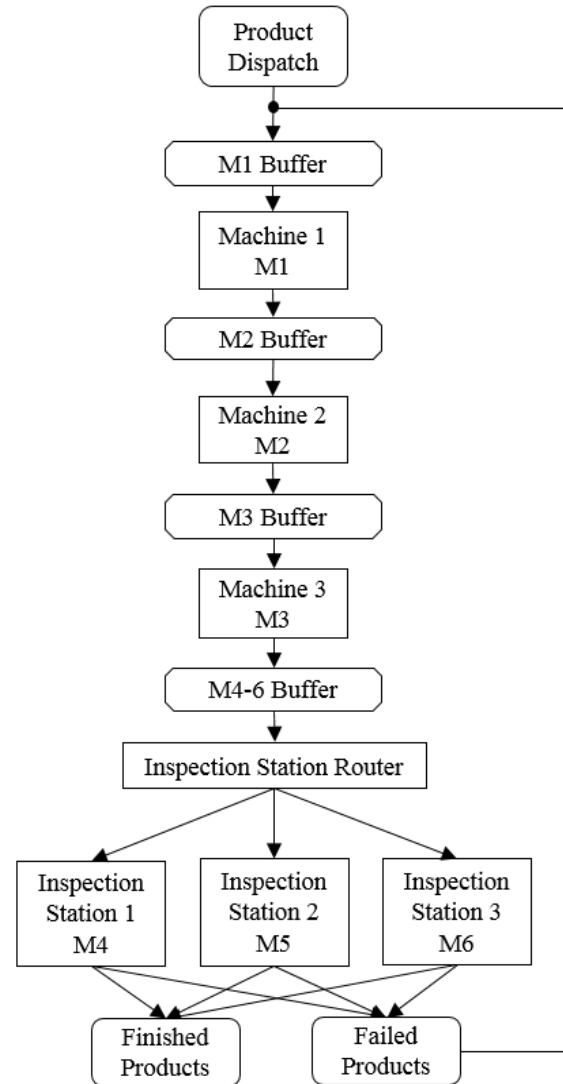 Product
Dispatch
M1 Buffer
Machine 1
M1
M2 Buffer
Machine 2
M2
M3 Buffer
Machine 3
M3
M4-6 Buffer
Inspection Station Router
Inspection
Station 1
M4
Inspection
Station 2
M5
Inspection
Station 3
M6
Finished
Products
Failed
Products